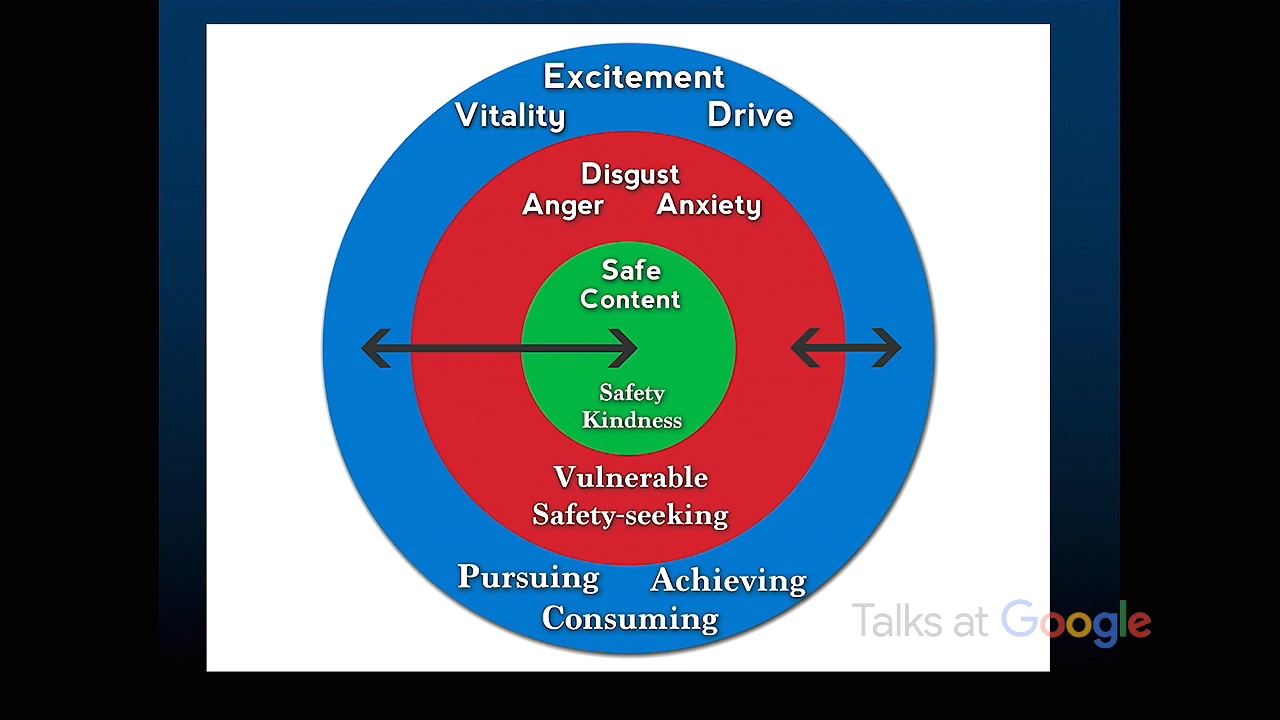 Excitement
Vitality Drive
Disgust
Anger Anxiety
Safe
Content
Safety
Kindness
Vulnerable
Safety-seeking
Pursuing Achieving
Consuming
Talks at Google